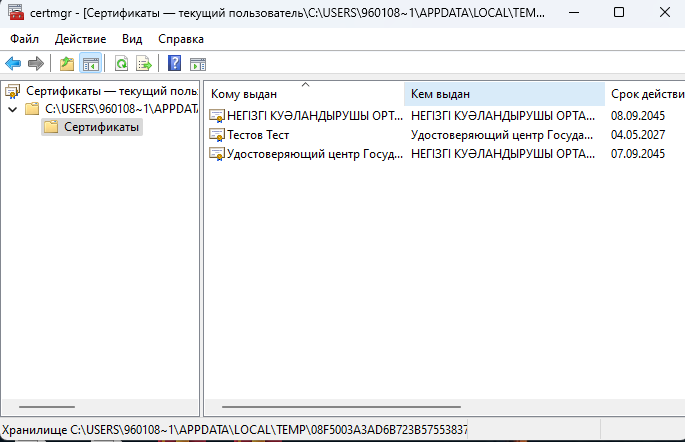 certmgr - [Сертификаты — текущий пользователь\C:\USERS\960108~1\APPDATA\LOCAL\TEM...
Файл Действие Вид Справка
Сертификаты — текущий поль
C:\USERS\960108~1\APPDATA
Сертификаты
Кому выдан Кем выдан Срок действи
НЕГІЗГІ КУӘЛАНДЫРУШЫ ОРТ... НЕГІЗГІ КУӘЛАНДЫРУШЫ ОРТА... 08.09.2045
Тестов Тест Удостоверяющий центр Госуда... 04.05.2027
Удостоверяющий центр Госуд... НЕГІЗГІ КУӘЛАНДЫРУШЫ ОРТА... 07.09.2045
Хранилище C:\USERS\960108~1\APPDATA\LOCAL\TEMP\08F5003A3AD6B723B57553837